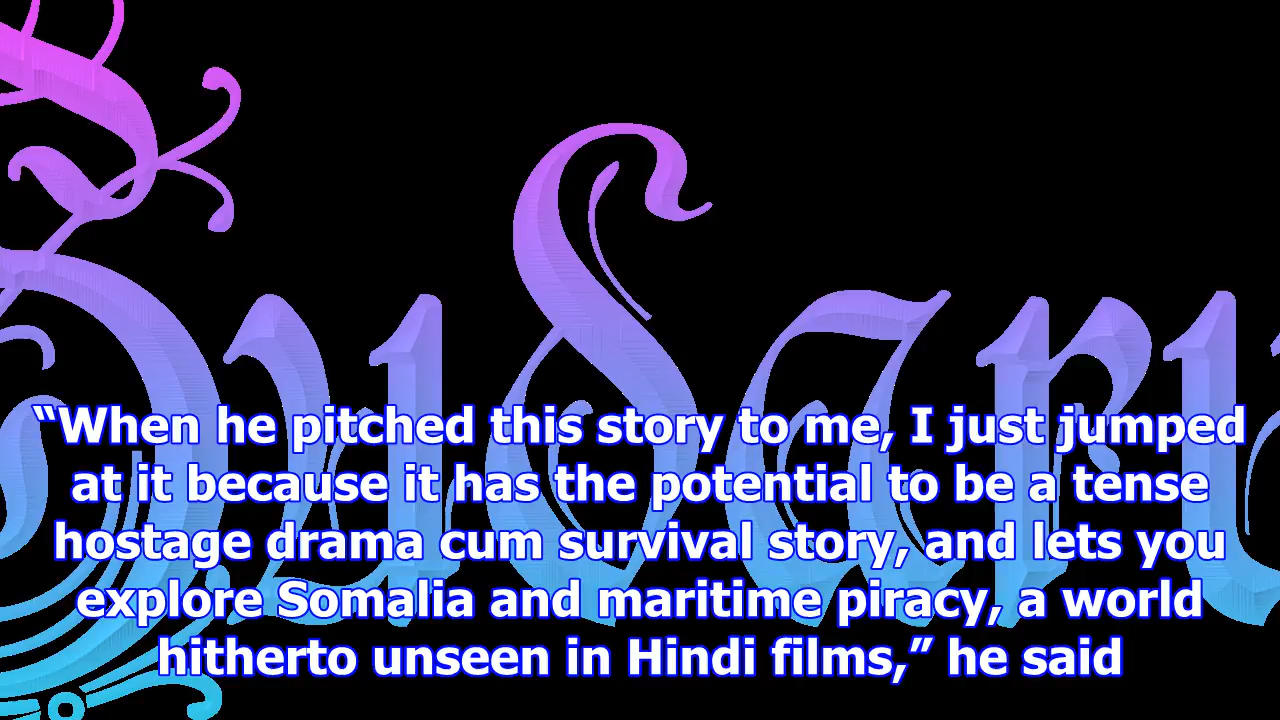 “When he pitched this story to me, I just jumped
at it because it has the potential to be a tense
hostage drama cum survival story, and lets you
explore Somalia and maritime piracy, a world
hitherto unseen in Hindi films,” he said